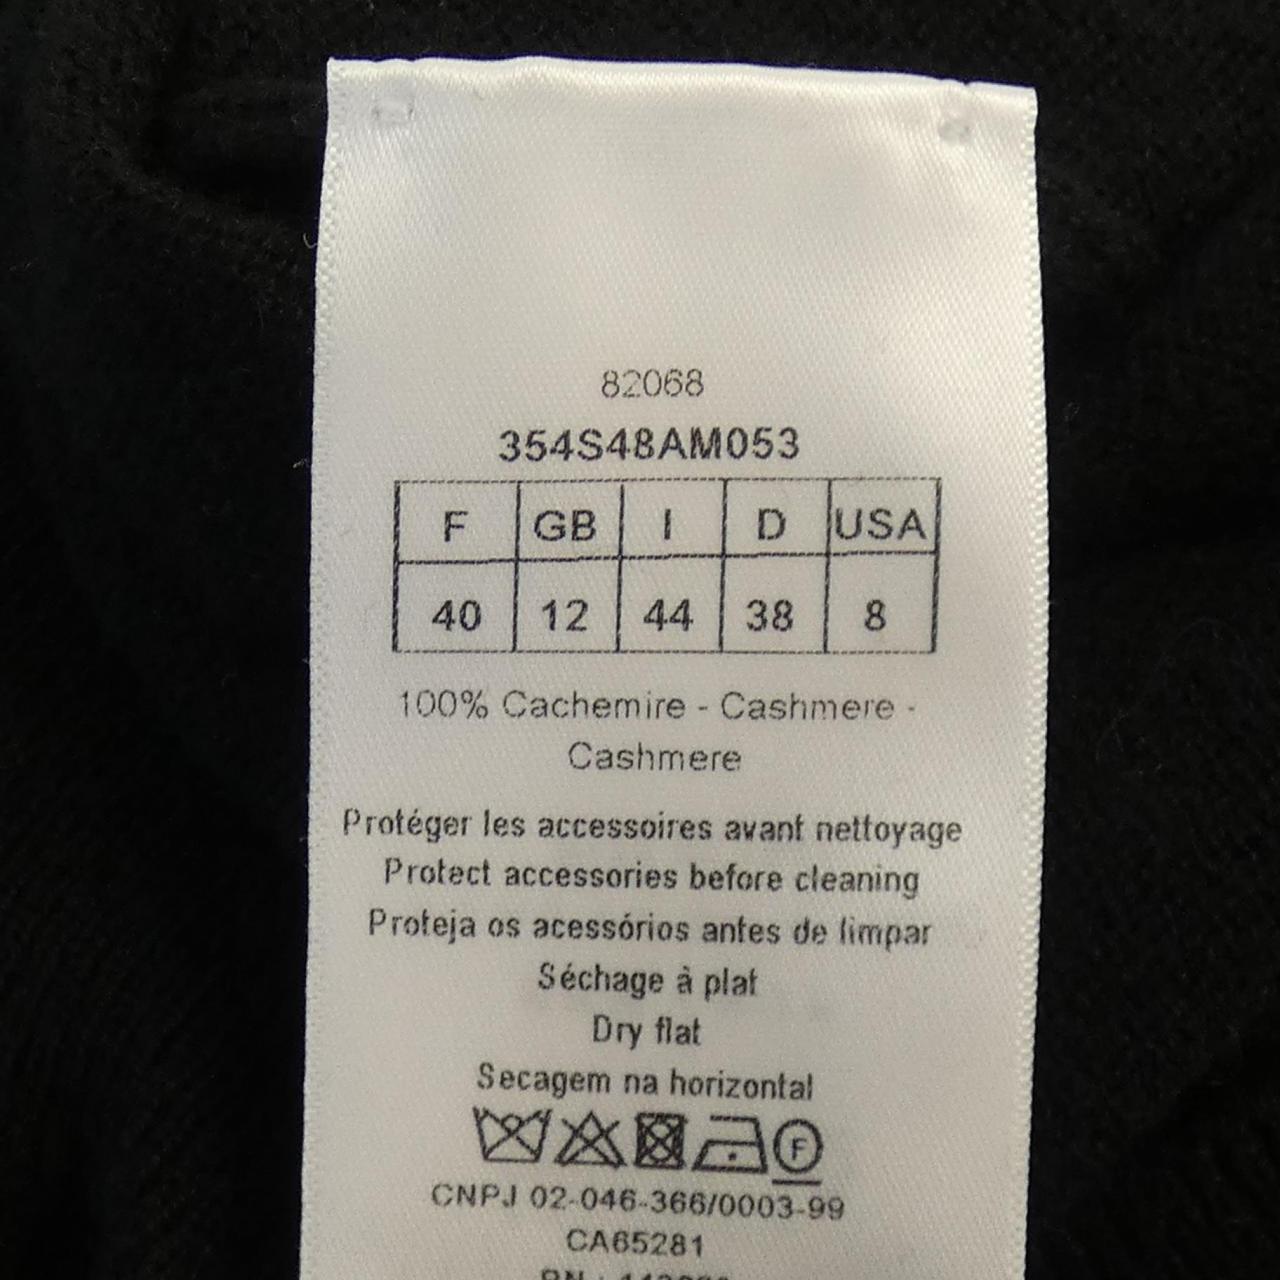 82068
354S48AM053
F GB I D USA
40 12 44 38 8
100% Cachemire - Cashmere -
Cashmere
Protéger les accessoires avant nettoyage
Protect accessories before cleaning
Proteja os acessórios antes de limpar
Séchage à plat
Dry flat
Secagem na horizontal
F
CNPJ 02-046-366/0003-99
CA65281
RN :